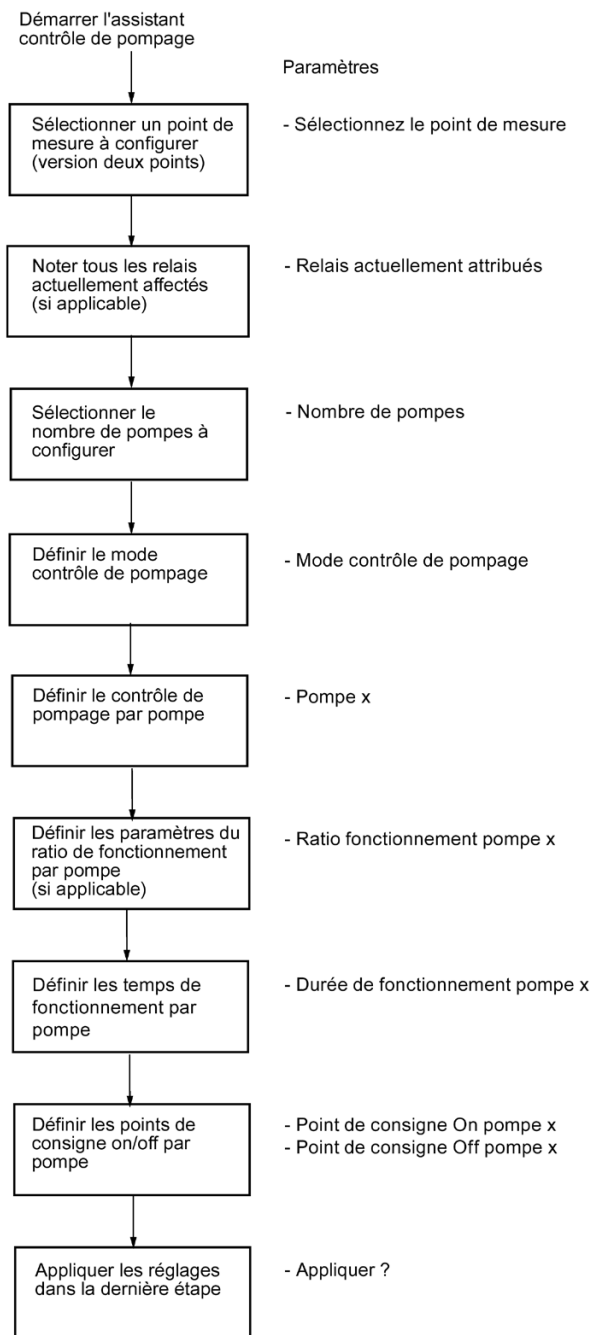 Démarrer l'assistant
contrôle de pompage
Paramètres
Sélectionner un point de
mesure à configurer
(version deux points)
- Sélectionnez le point de mesure
Noter tous les relais
actuellement affectés
(si applicable)
- Relais actuellement attribués
Sélectionner le
nombre de pompes à
configurer
- Nombre de pompes
Définir le mode
contrôle de pompage
- Mode contrôle de pompage
Définir le contrôle de
pompage par pompe
- Pompe x
Définir les paramètres du
ratio de fonctionnement
par pompe
(si applicable)
- Ratio fonctionnement pompe x
Définir les temps de
fonctionnement par
pompe
- Durée de fonctionnement pompe x
Définir les points de
consigne on/off par
pompe
- Point de consigne On pompe x
- Point de consigne Off pompe x
Appliquer les réglages
dans la dernière étape
- Appliquer ?